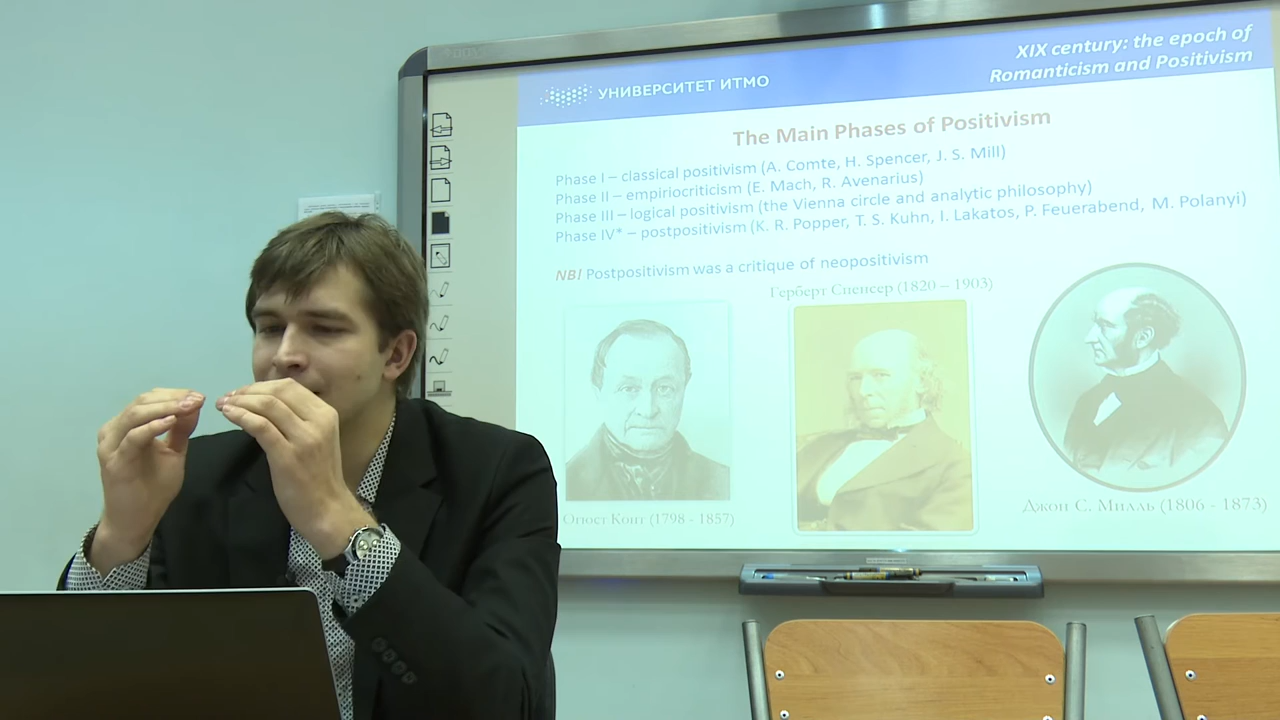 XIX century: the epoch of
Romanticism and Positivism
УНИВЕРСИТЕТ ИТМО
The Main Phases of Positivism
Phase I – classical positivism (A. Comte, H. Spencer, J. S. Mill)
Phase II – empiriocriticism (E. Mach, R. Avenarius)
Phase III – logical positivism (the Vienna circle and analytic philosophy)
Phase IV* – postpositivism (K. R. Popper, T. S. Kuhn, I. Lakatos, P. Feuerabend, M. Polanyi)
NB! Postpositivism was a critique of neopositivism
Герберт Спенсер (1820 – 1903)
Огюст Конт (1798 - 1857)
Джон С. Милль (1806 - 1873)